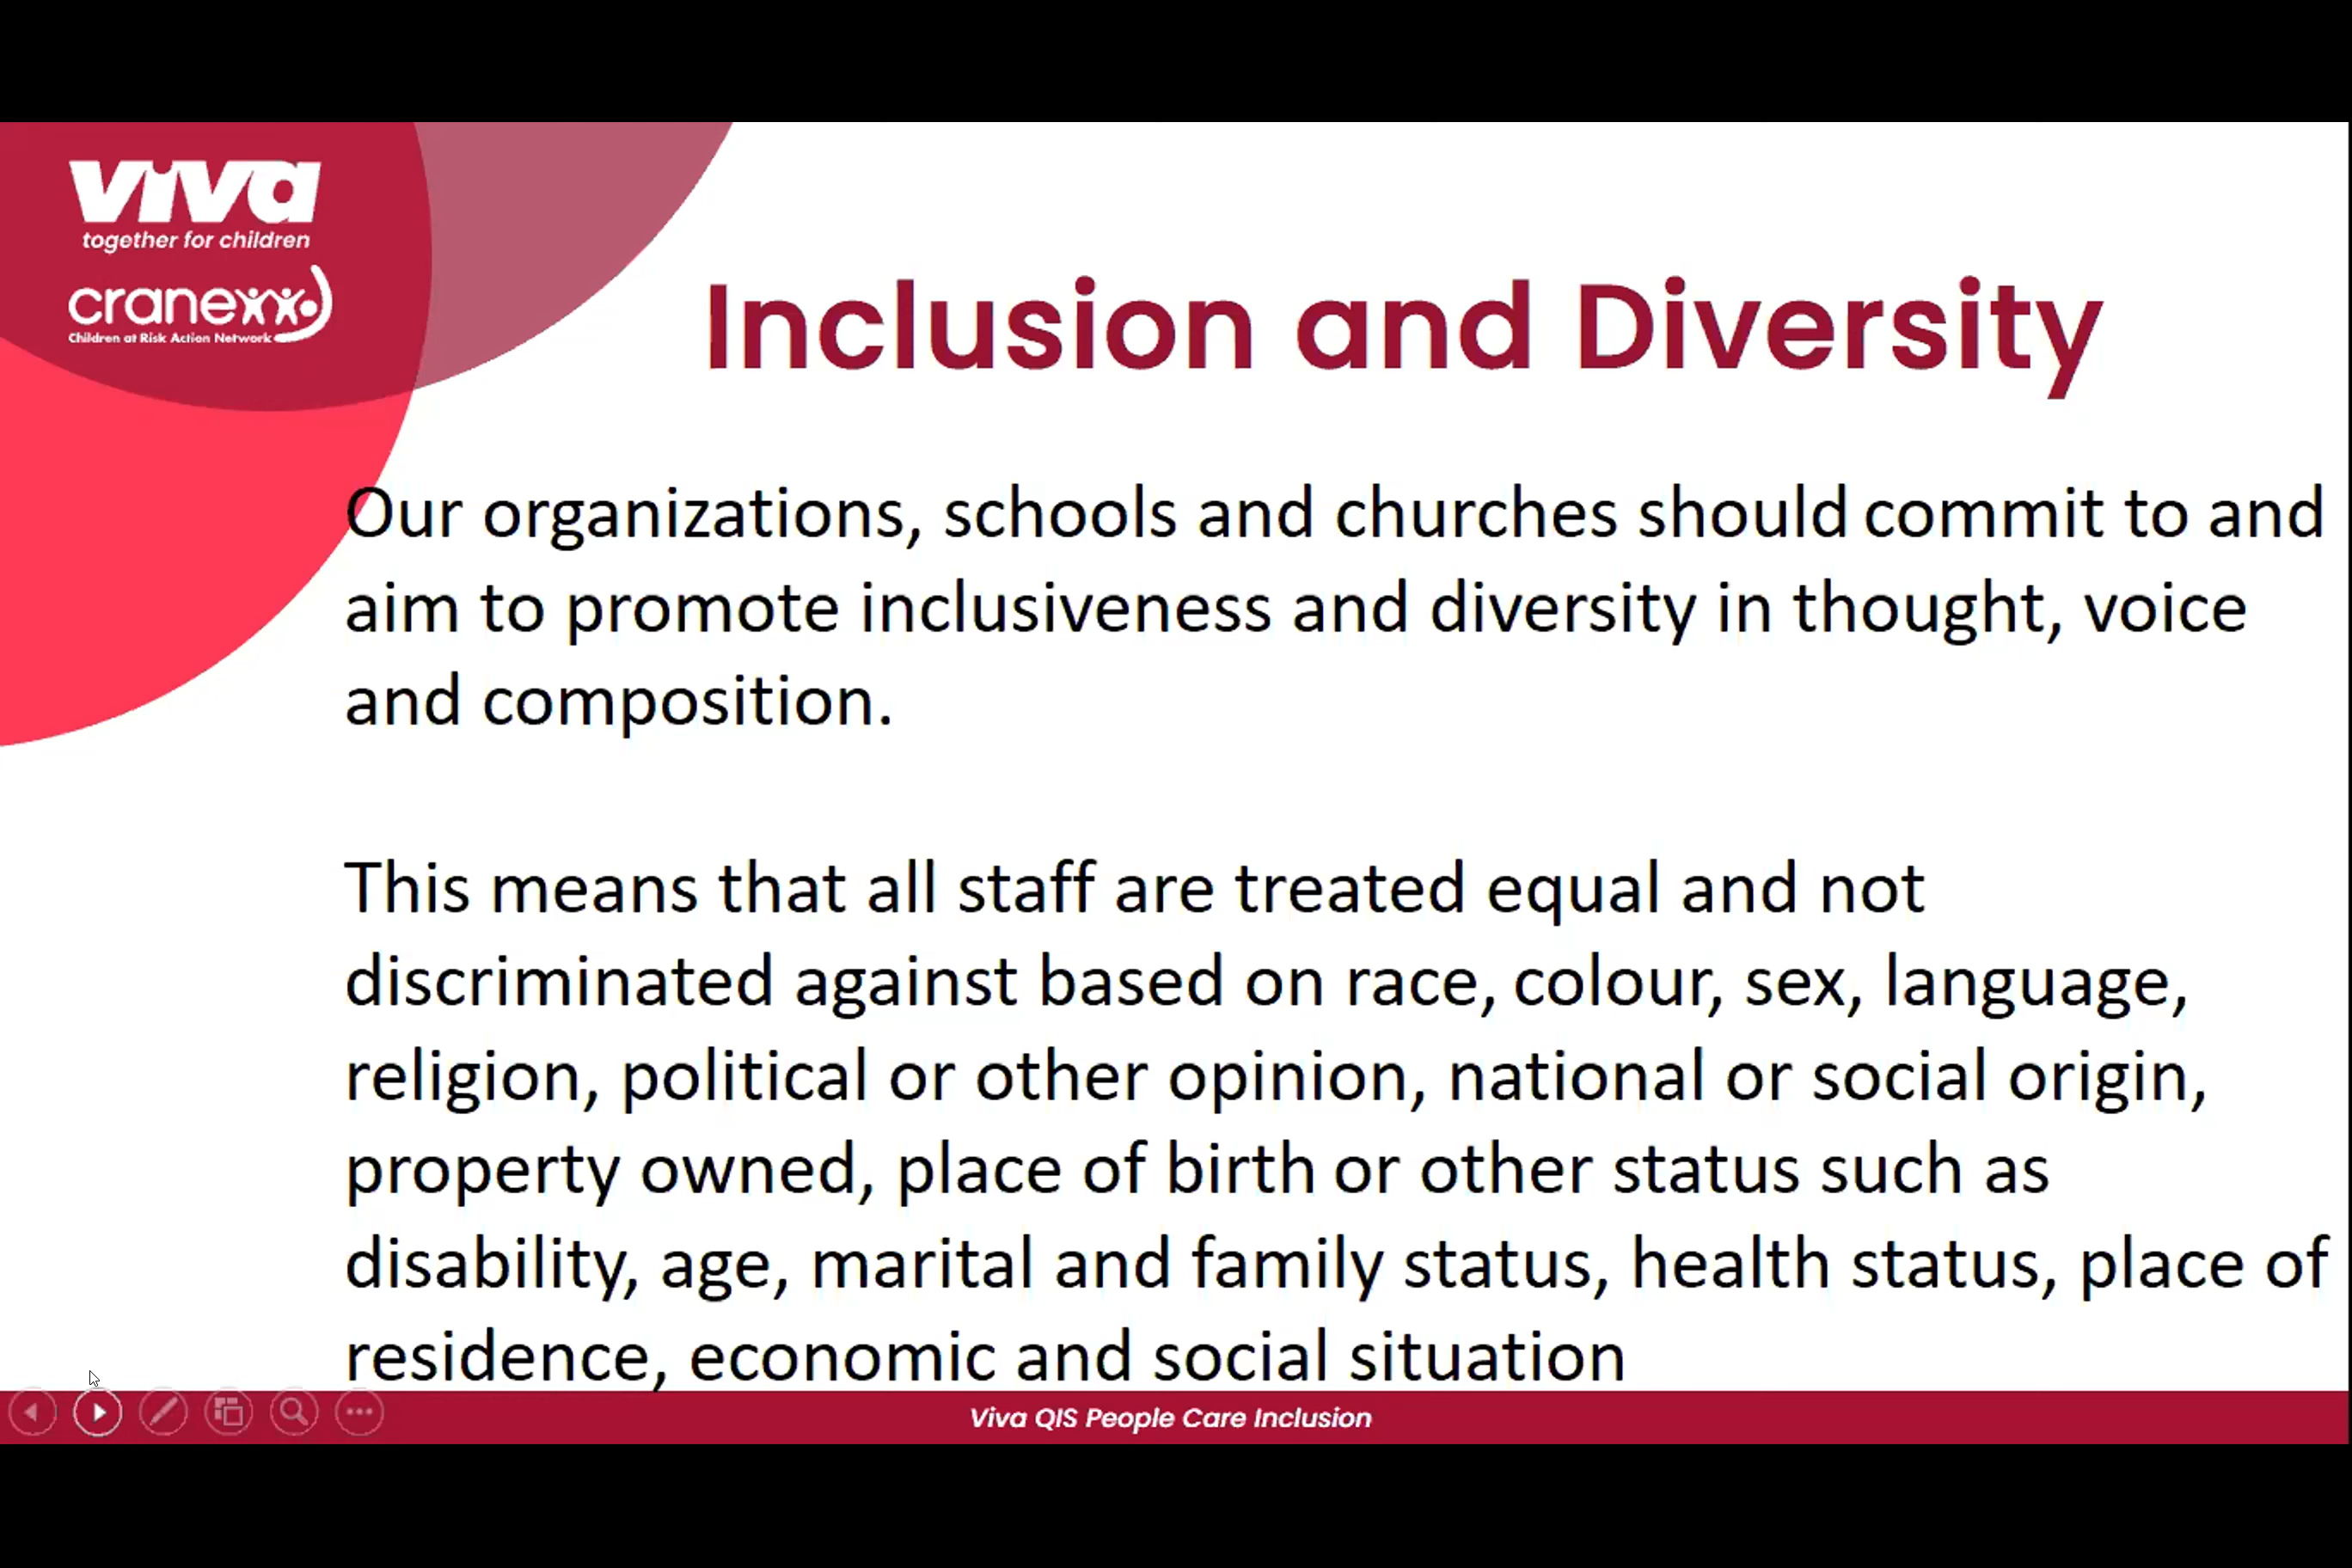 viva
together for children
crane
Children at Risk Action Network
Inclusion and Diversity
Our organizations, schools and churches should commit to and
aim to promote inclusiveness and diversity in thought, voice
and composition.
This means that all staff are treated equal and not
discriminated against based on race, colour, sex, language,
religion, political or other opinion, national or social origin,
property owned, place of birth or other status such as
disability, age, marital and family status, health status, place of
residence, economic and social situation
Viva QIS People Care Inclusion